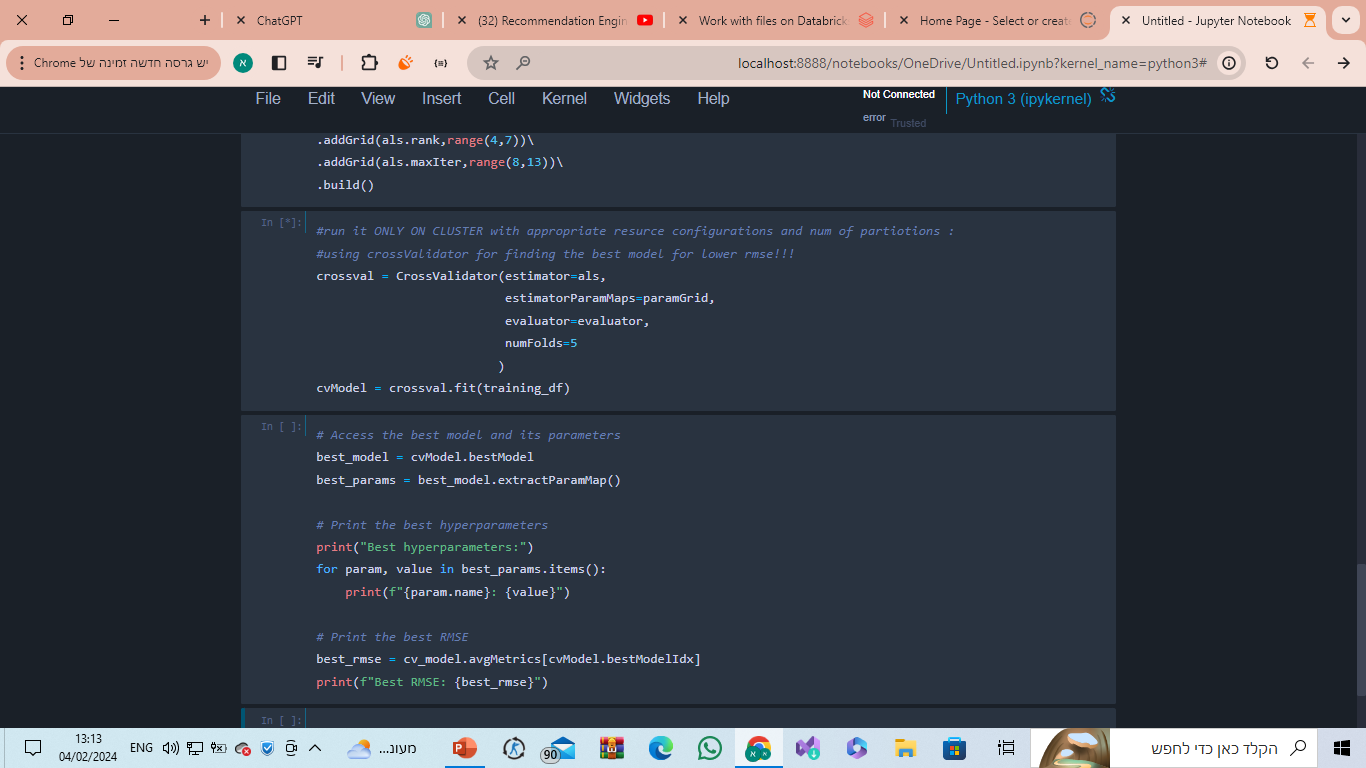 ChatGPT
(32) Recommendation Engin
Work with files on Databrick
Home Page - Select or creat
Untitled - Jupyter Notebook
יש גרסה חדשה זמינה של Chrome
א
localhost:8888/notebooks/OneDrive/Untitled.ipynb?kernel_name=python3#
File Edit View Insert Cell Kernel Widgets Help
Not Connected
Python 3 (ipykernel)
error
Trusted
.addGrid(als.rank,range(4,7))\
.addGrid(als.maxIter,range(8,13))\
.build()
In [*]:
#run it ONLY ON CLUSTER with appropriate resurce configurations and num of partiotions :
#using crossValidator for finding the best model for lower rmse!!!
crossval = CrossValidator(estimator=als,
estimatorParamMaps=paramGrid,
evaluator=evaluator,
numFolds=5
)
cvModel = crossval.fit(training_df)
In [ ]:
# Access the best model and its parameters
best_model = cvModel.bestModel
best_params = best_model.extractParamMap()
# Print the best hyperparameters
print("Best hyperparameters:")
for param, value in best_params.items():
print(f"{param.name}: {value}")
# Print the best RMSE
best_rmse = cv_model.avgMetrics[cvModel.bestModelIdx]
print(f"Best RMSE: {best_rmse}")
In [ ]:
13:13
04/02/2024
ENG
מעונ...
90
הקלד כאן כדי לחפש